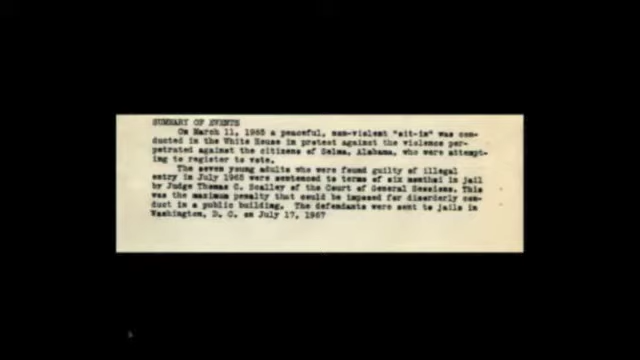 SUMMARY OF EVENTS
On March 11, 1965 a peaceful, non-violent "sit-in" was con-
ducted in the White House in protest against the violence per-
petrated against the citizens of Selma, Alabama, who were attempt-
ing to register to vote.
The seven young adults who were found guilty of illegal
entry in July 1965 were sentenced to terms of six months in jail
by Judge Thomas C. Scalley of the Court of General Sessions. This
was the maximum penalty that could be imposed for disorderly con-
duct in a public building. The defendants were sent to jails in
Washington, D. C. on July 17, 1967